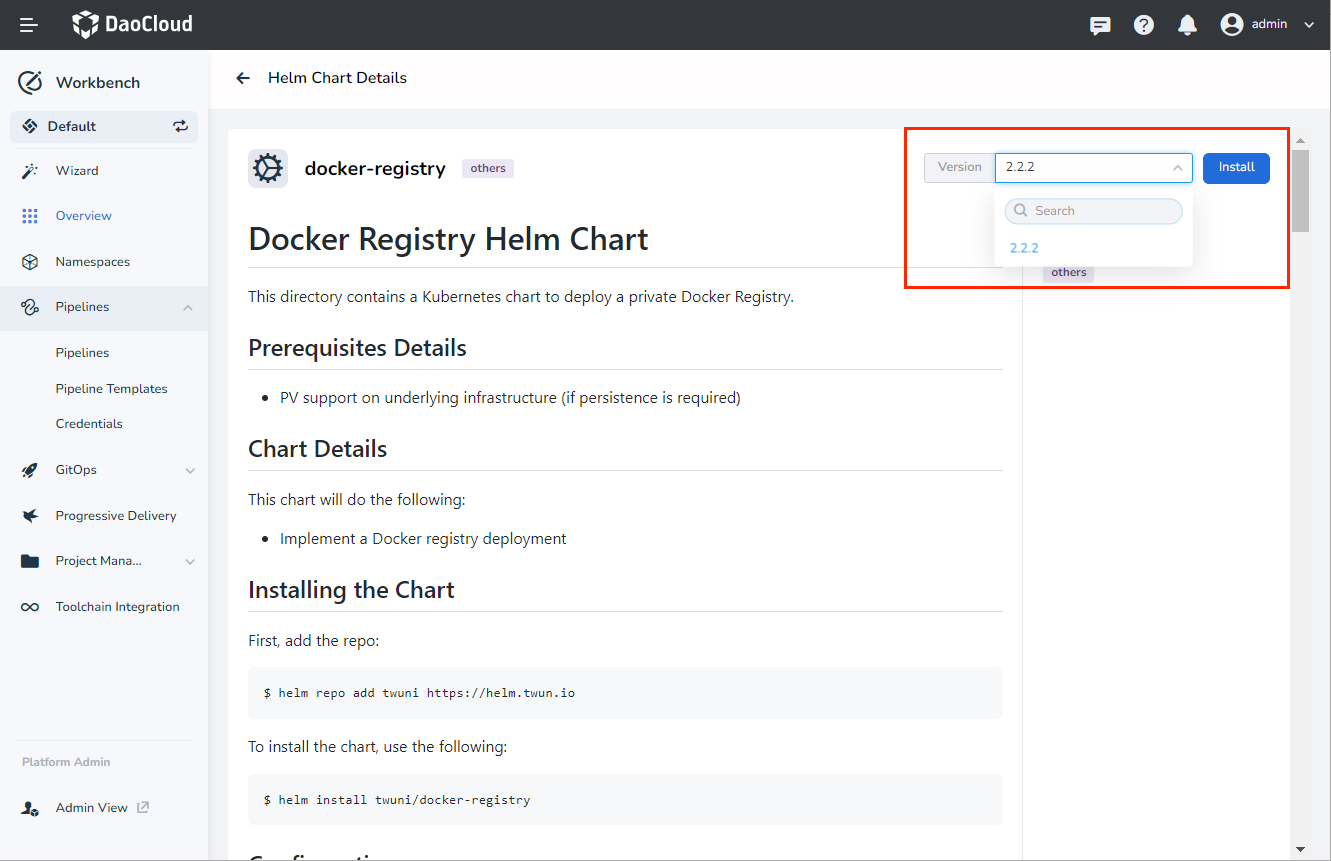 DaoCloud
admin
Workbench
Default
Wizard
Overview
Namespaces
Pipelines
Pipelines
Pipeline Templates
Credentials
GitOps
Progressive Delivery
Project Mana...
Toolchain Integration
Platform Admin
Admin View
Helm Chart Details
docker-registry others
Version 2.2.2 Install
Search
2.2.2
others
Docker Registry Helm Chart
This directory contains a Kubernetes chart to deploy a private Docker Registry.
Prerequisites Details
• PV support on underlying infrastructure (if persistence is required)
Chart Details
This chart will do the following:
• Implement a Docker registry deployment
Installing the Chart
First, add the repo:
$ helm repo add twuni https://helm.twun.io
To install the chart, use the following:
$ helm install twuni/docker-registry